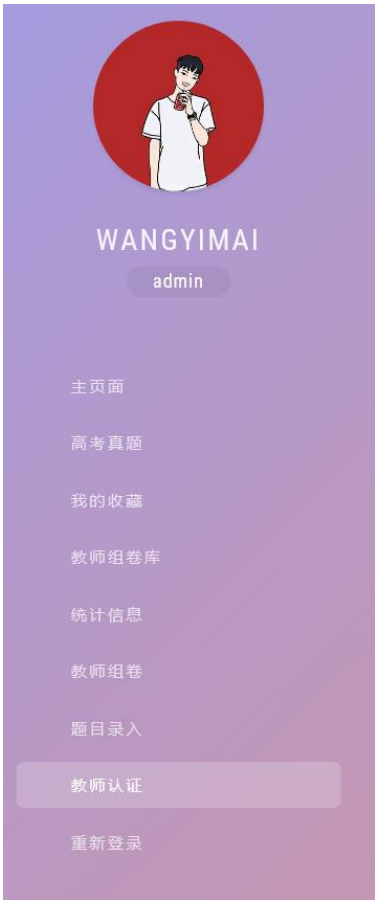 WANGYIMAI
admin
主页面
高考真题
我的收藏
教师组卷库
统计信息
教师组卷
题目录入
教师认证
重新登录